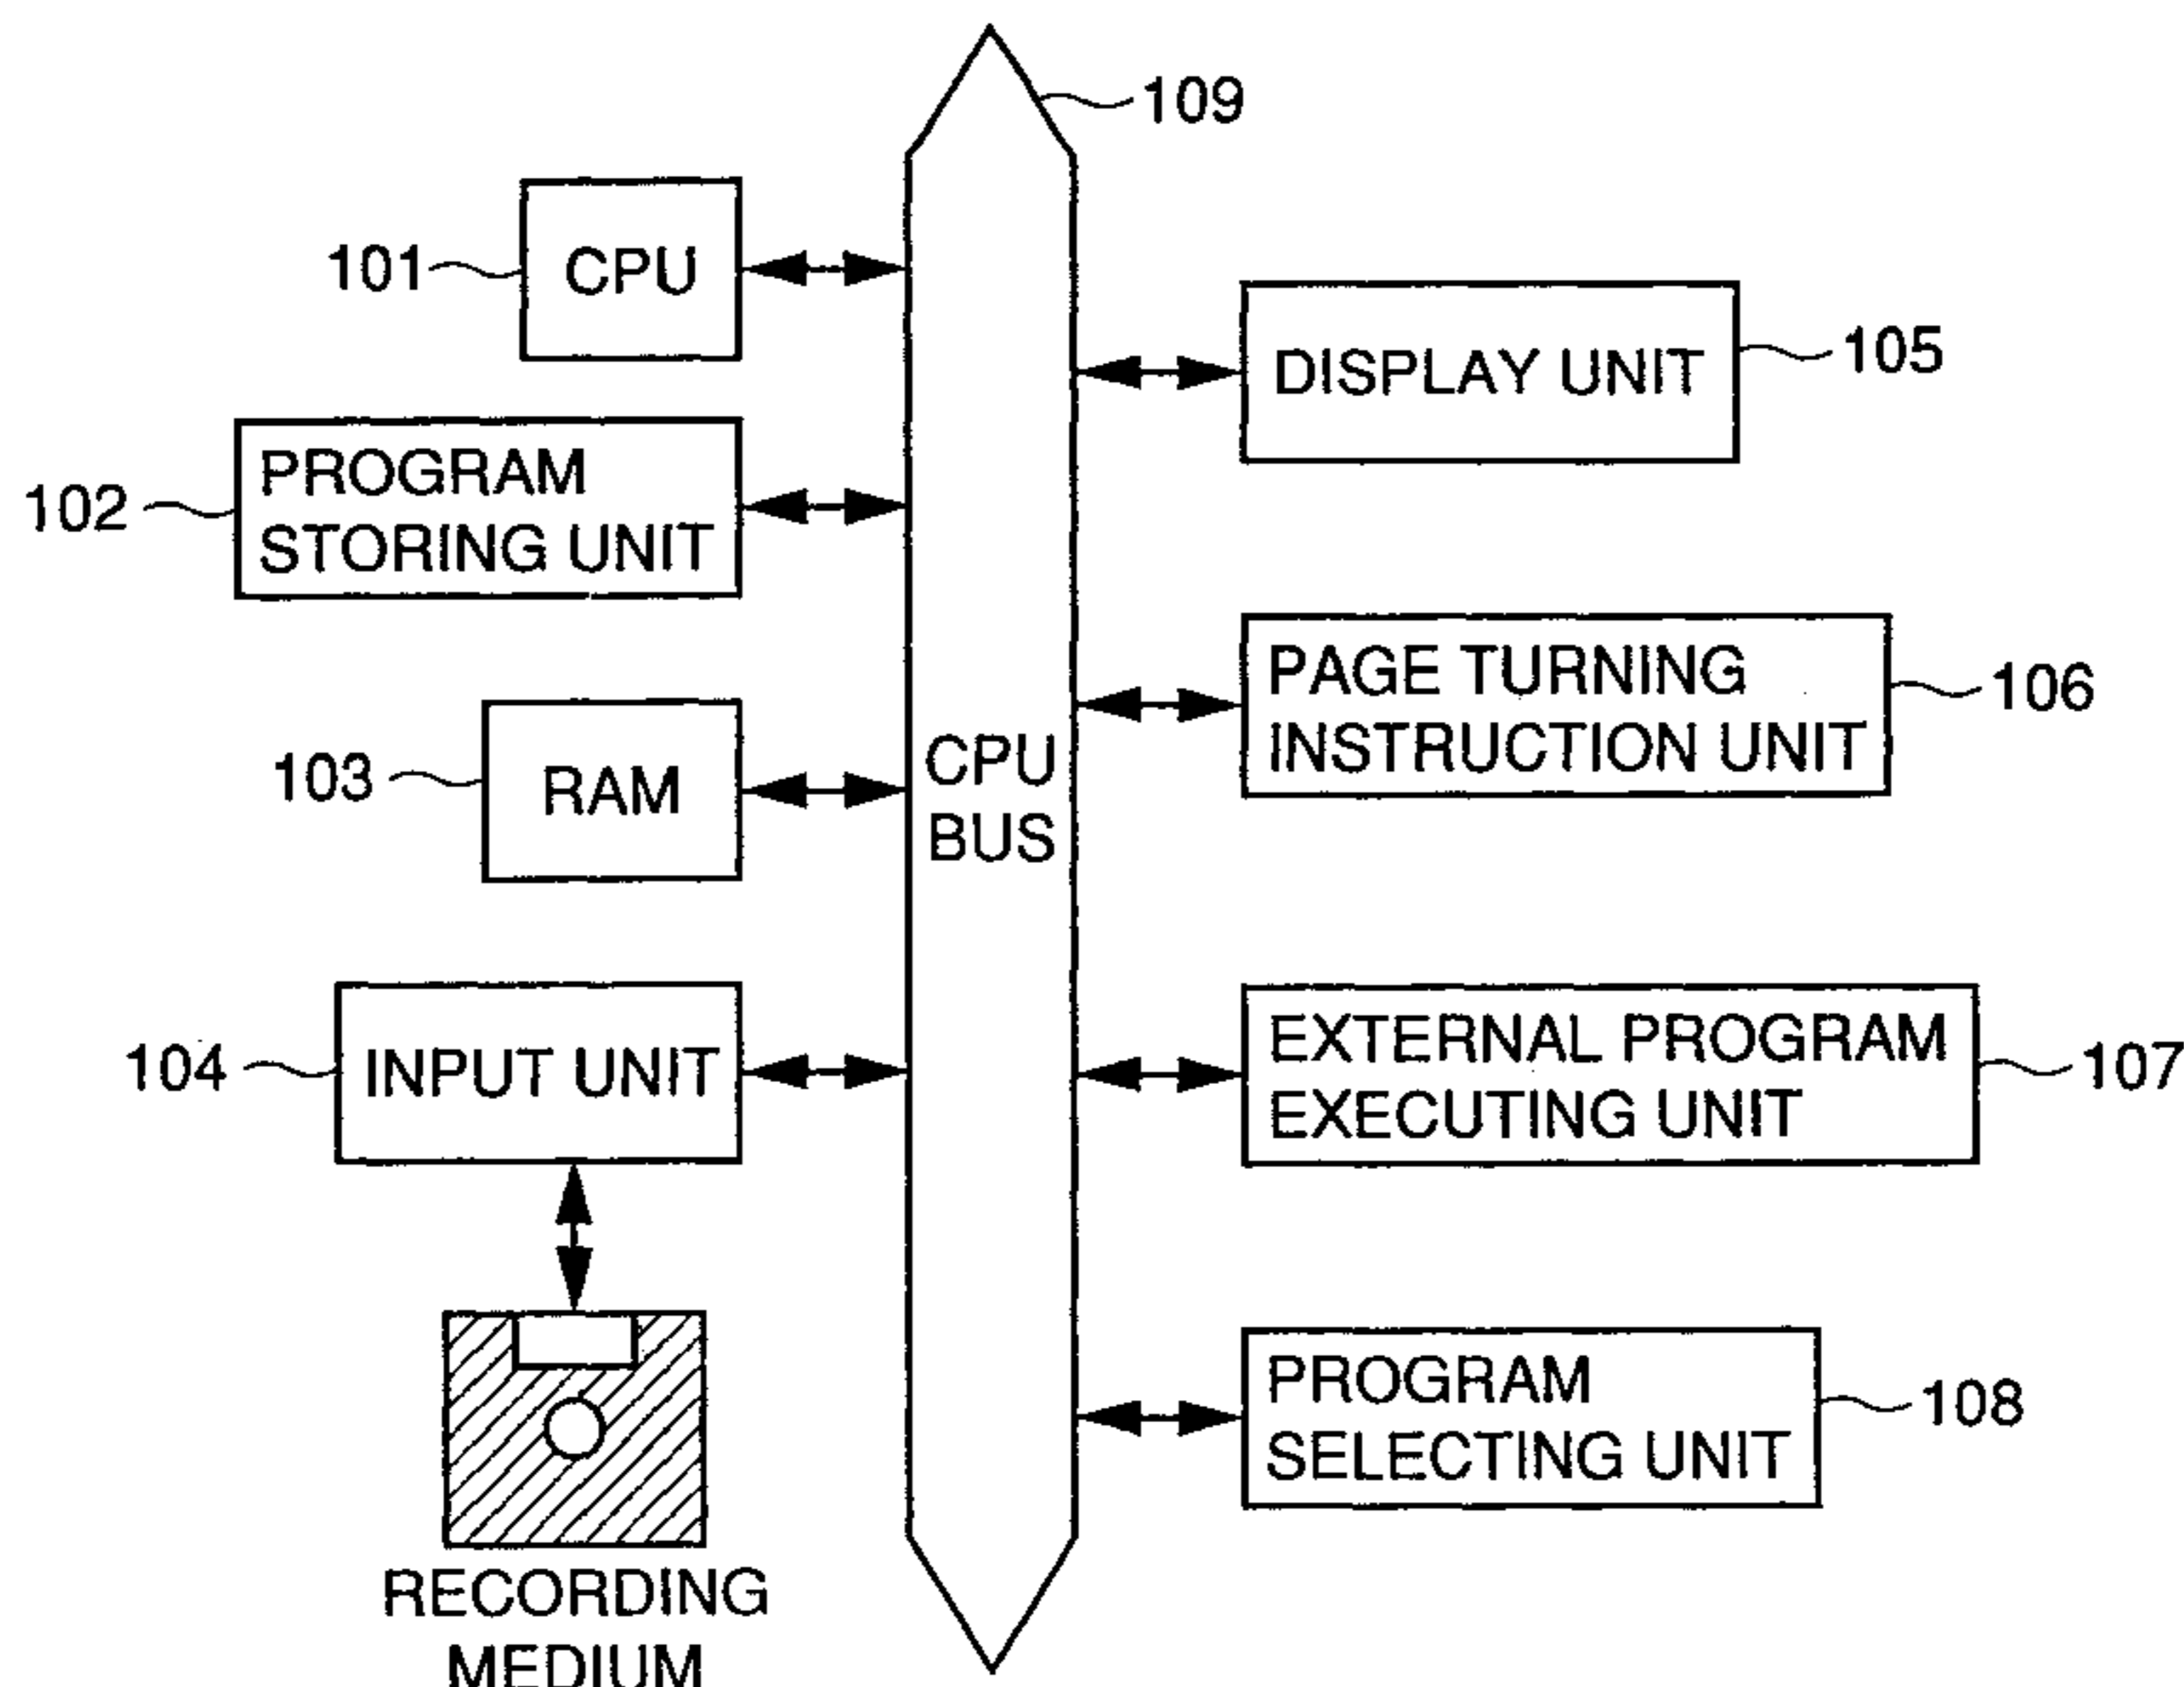 109
101
CPU
105
DISPLAY UNIT
102
PROGRAM
STORING UNIT
106
PAGE TURNING
INSTRUCTION UNIT
103
RAM
CPU
BUS
104
INPUT UNIT
107
EXTERNAL PROGRAM
EXECUTING UNIT
108
PROGRAM
SELECTING UNIT
RECORDING
MEDIUM